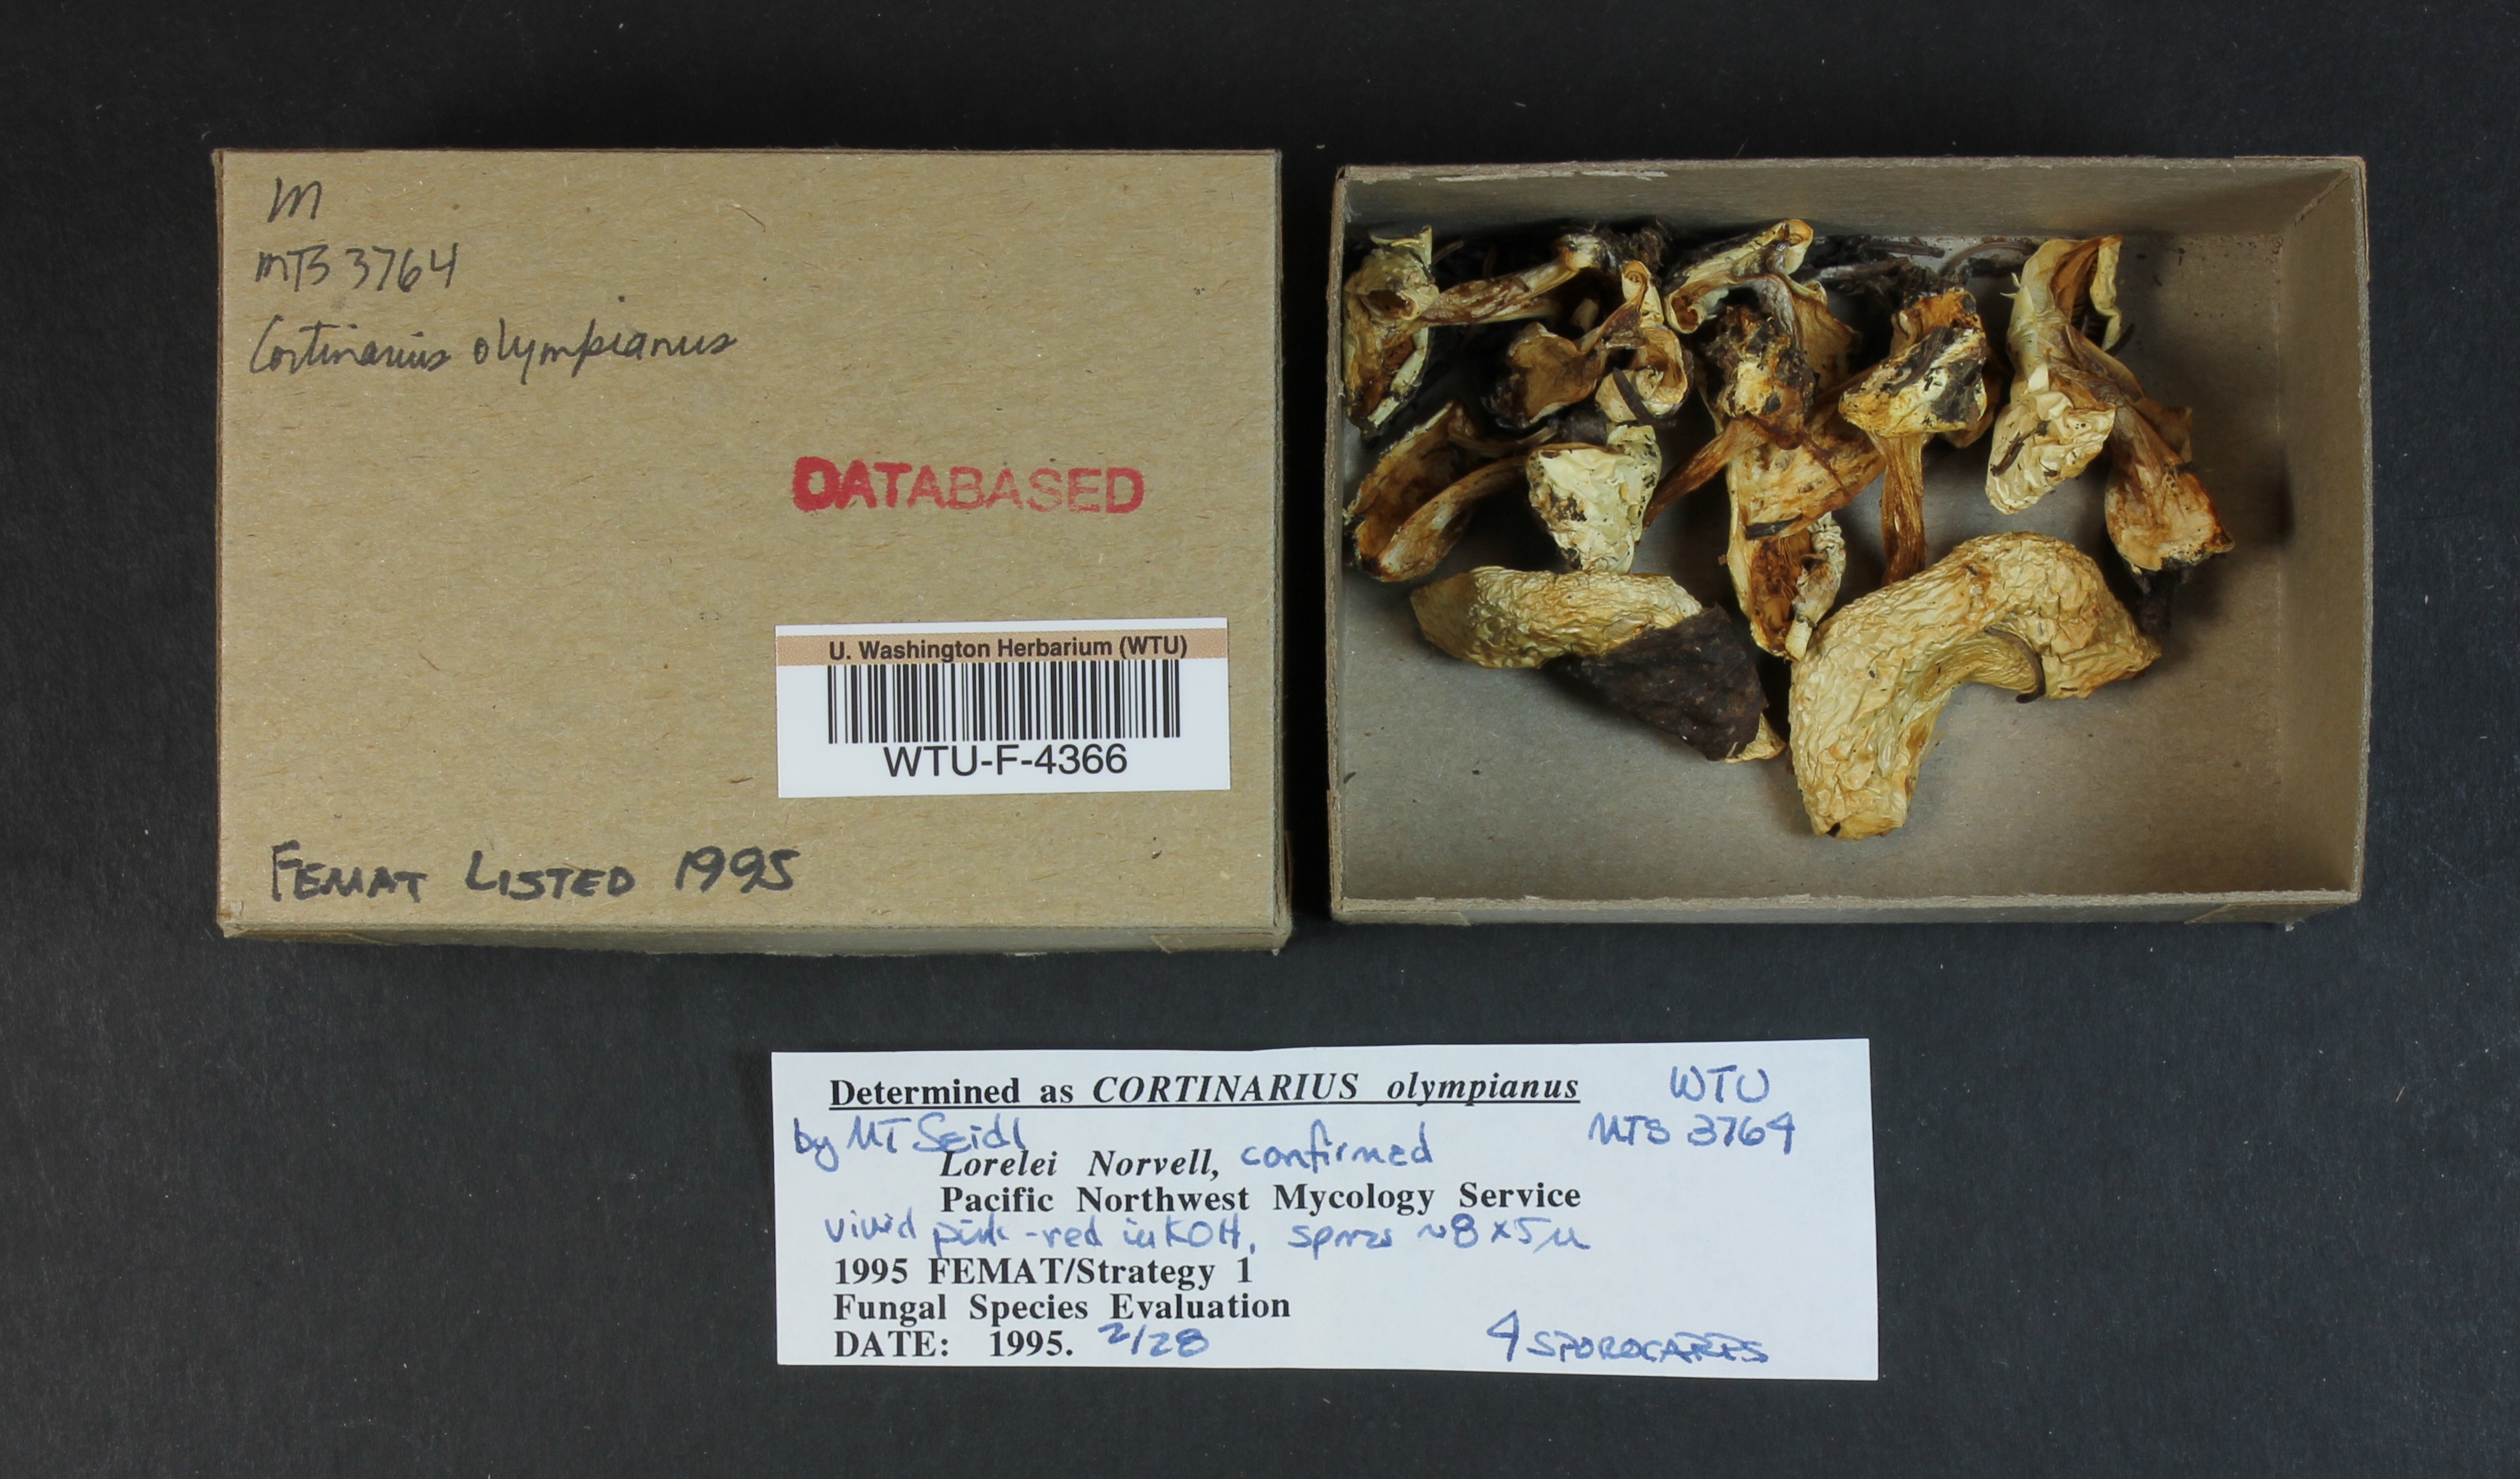 M
MTS 3764
Cortinarius olympianus
DATABASED
U. Washington Herbarium (WTU)
WTU-F-4366
FEMAT LISTED 1995
Determined as CORTINARIUS olympianus WTU
by MT Seidl MTS 3764
Lorelei Norvell, confirmed
Pacific Northwest Mycology Service
vivid pink-red in KOH, spores ~8 x 5 µ
1995 FEMAT/Strategy 1
Fungal Species Evaluation
DATE: 1995. 2/28 4 SPOROCARPS